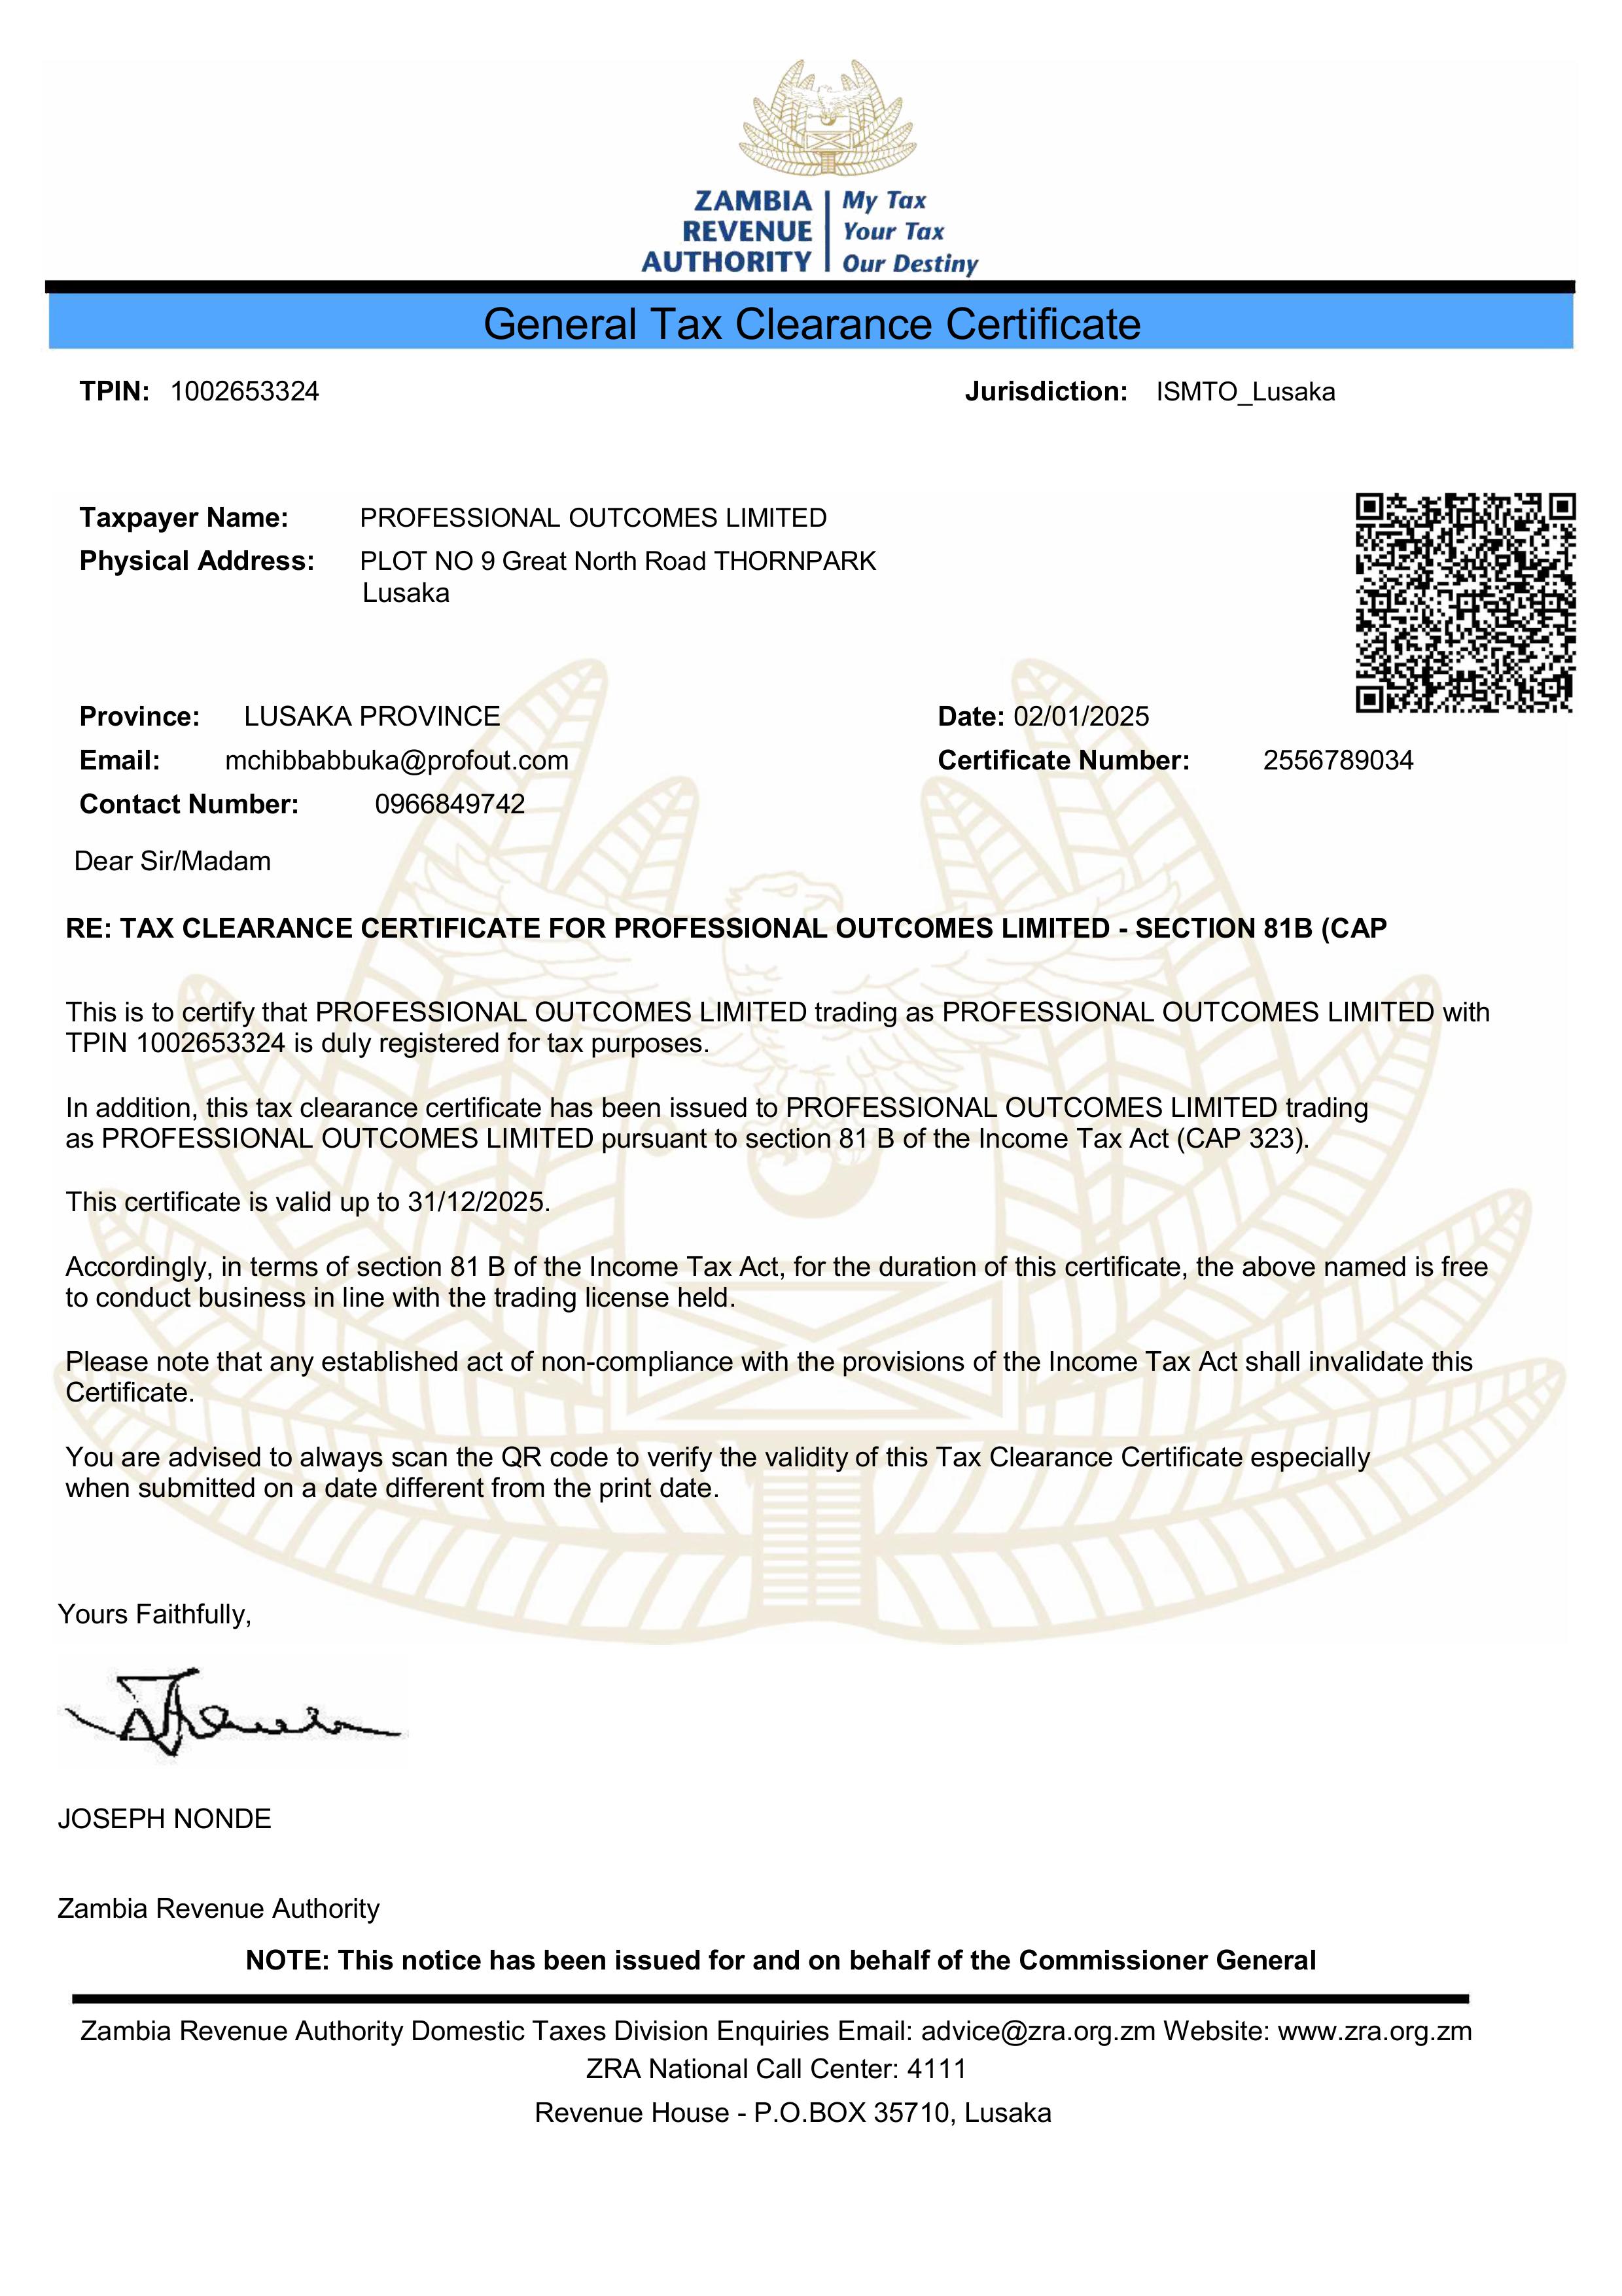 ZAMBIA
REVENUE
AUTHORITY
My Tax
Your Tax
Our Destiny
General Tax Clearance Certificate
TPIN: 1002653324
Jurisdiction: ISMTO_Lusaka
Taxpayer Name: PROFESSIONAL OUTCOMES LIMITED
Physical Address: PLOT NO 9 Great North Road THORNPARK
Lusaka
Province: LUSAKA PROVINCE
Date: 02/01/2025
Email: mchibbabbuka@profout.com
Certificate Number: 2556789034
Contact Number: 0966849742
Dear Sir/Madam
RE: TAX CLEARANCE CERTIFICATE FOR PROFESSIONAL OUTCOMES LIMITED - SECTION 81B (CAP
This is to certify that PROFESSIONAL OUTCOMES LIMITED trading as PROFESSIONAL OUTCOMES LIMITED with
TPIN 1002653324 is duly registered for tax purposes.
In addition, this tax clearance certificate has been issued to PROFESSIONAL OUTCOMES LIMITED trading
as PROFESSIONAL OUTCOMES LIMITED pursuant to section 81 B of the Income Tax Act (CAP 323).
This certificate is valid up to 31/12/2025.
Accordingly, in terms of section 81 B of the Income Tax Act, for the duration of this certificate, the above named is free
to conduct business in line with the trading license held.
Please note that any established act of non-compliance with the provisions of the Income Tax Act shall invalidate this
Certificate.
You are advised to always scan the QR code to verify the validity of this Tax Clearance Certificate especially
when submitted on a date different from the print date.
Yours Faithfully,
JOSEPH NONDE
Zambia Revenue Authority
NOTE: This notice has been issued for and on behalf of the Commissioner General
Zambia Revenue Authority Domestic Taxes Division Enquiries Email: advice@zra.org.zm Website: www.zra.org.zm
ZRA National Call Center: 4111
Revenue House - P.O.BOX 35710, Lusaka